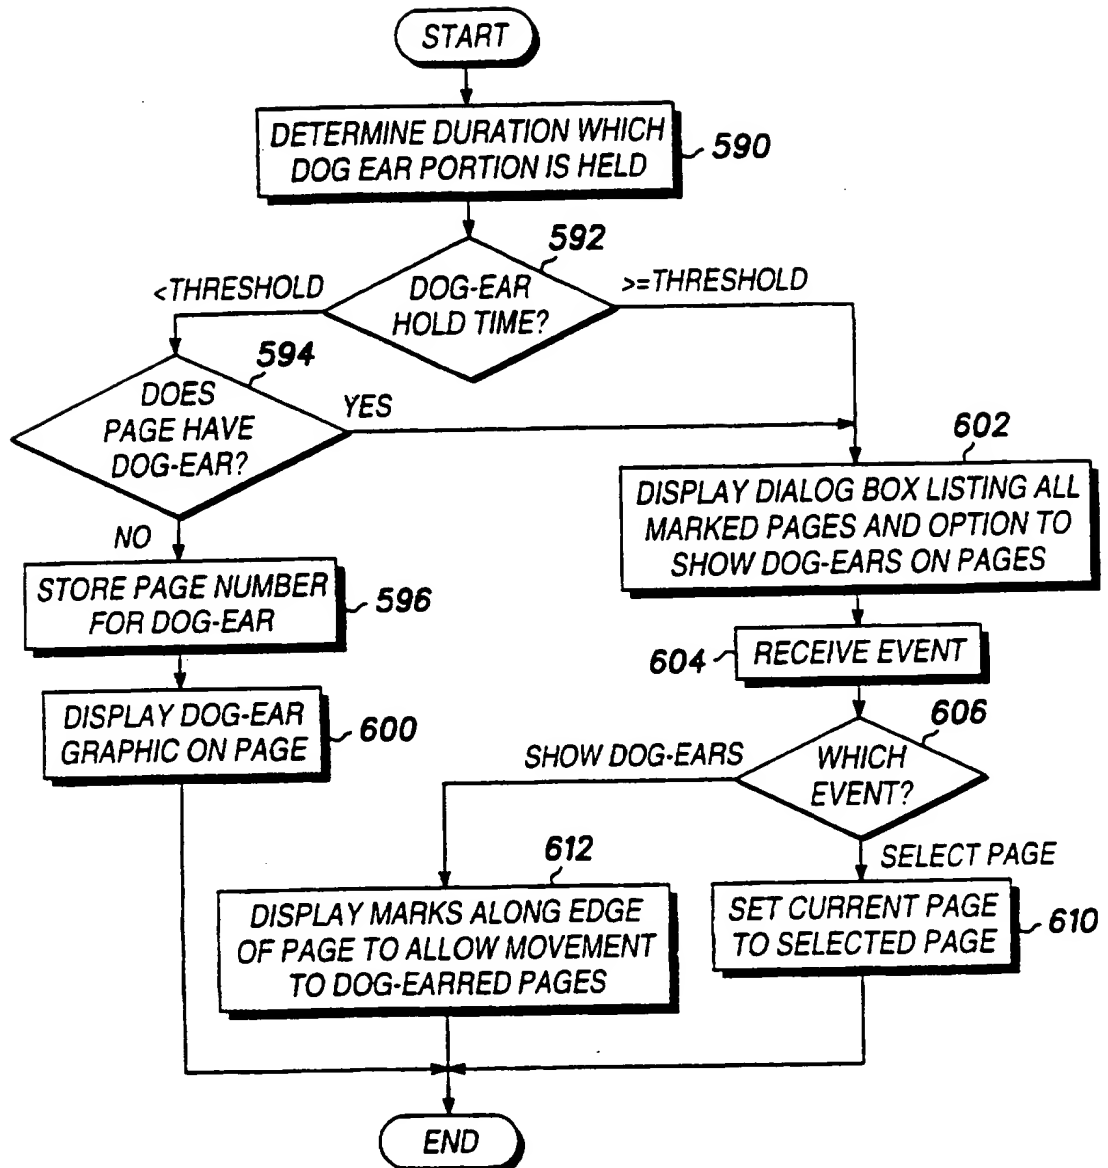 START
DETERMINE DURATION WHICH
DOG EAR PORTION IS HELD
590
592
<THRESHOLD
DOG-EAR
HOLD TIME?
>=THRESHOLD
594
DOES
PAGE HAVE
DOG-EAR?
YES
602
DISPLAY DIALOG BOX LISTING ALL
MARKED PAGES AND OPTION TO
SHOW DOG-EARS ON PAGES
NO
STORE PAGE NUMBER
FOR DOG-EAR
596
604
RECEIVE EVENT
DISPLAY DOG-EAR
GRAPHIC ON PAGE
600
606
SHOW DOG-EARS
WHICH
EVENT?
612
SELECT PAGE
DISPLAY MARKS ALONG EDGE
OF PAGE TO ALLOW MOVEMENT
TO DOG-EARRED PAGES
SET CURRENT PAGE
TO SELECTED PAGE
610
END